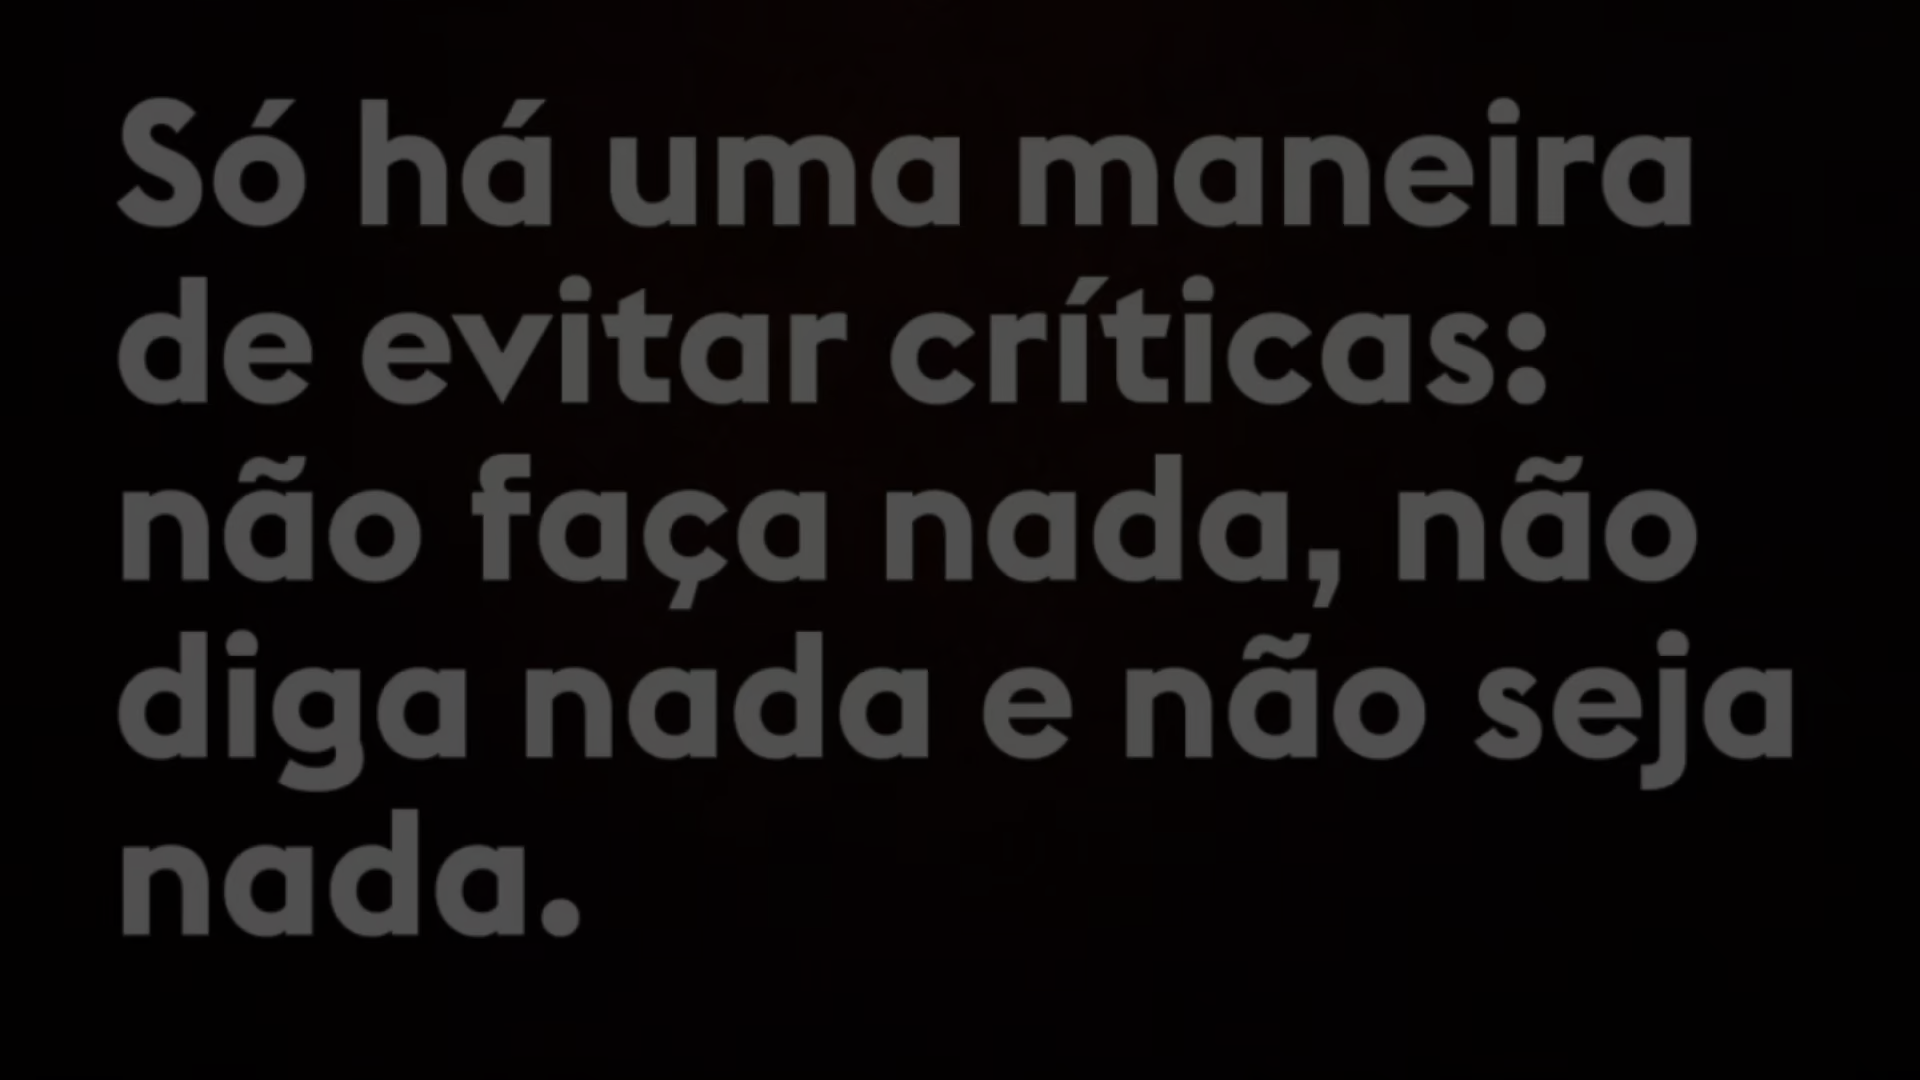 Só há uma maneira
de evitar críticas:
não faça nada, não
diga nada e não seja
nada.